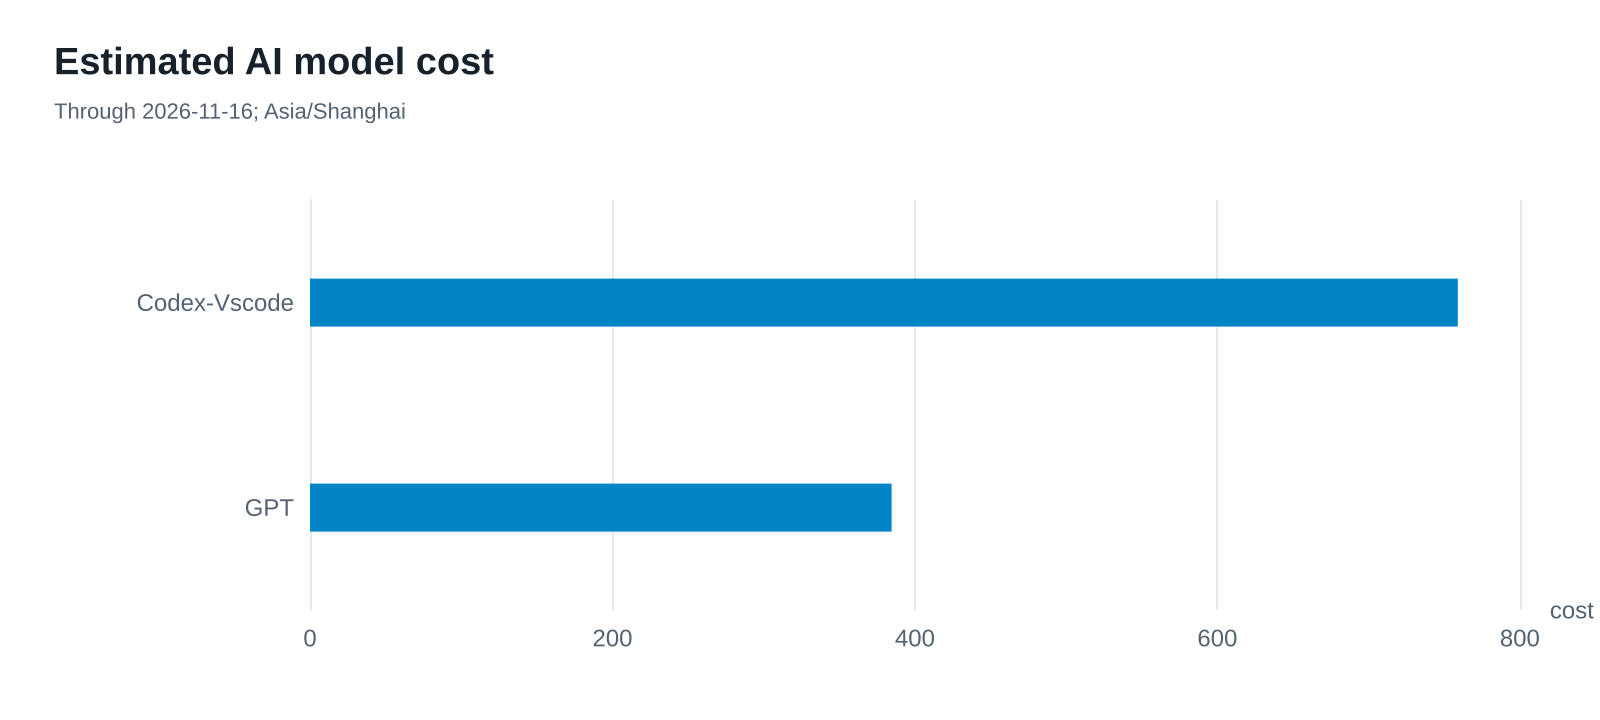 Estimated AI model cost
Through 2026-11-16; Asia/Shanghai
Codex-Vscode
GPT
cost
0 200 400 600 800